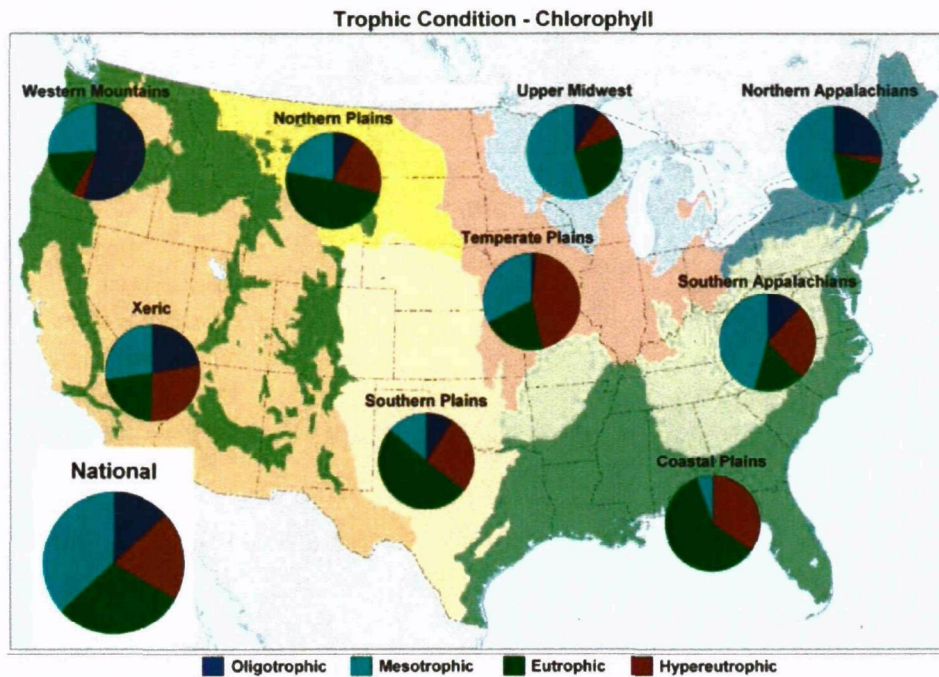 Trophic Condition - Chlorophyll
Western Mountains
Upper Midwest
Northern Appalachians
Northern Plains
Temperate Plains
Southern Appalachians
Xeric
Southern Plains
Coastal Plains
National
Oligotrophic Mesotrophic Eutrophic Hypereutrophic